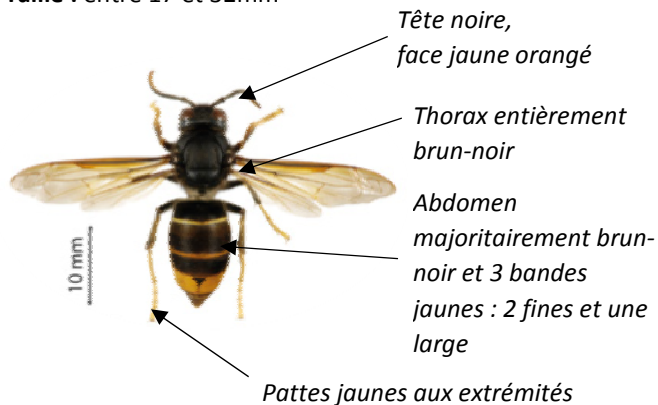 Tête noire,
face jaune orangé
Thorax entièrement
brun-noir
Abdomen
majoritairement brun-
noir et 3 bandes
jaunes : 2 fines et une
large
10 mm
Pattes jaunes aux extrémités